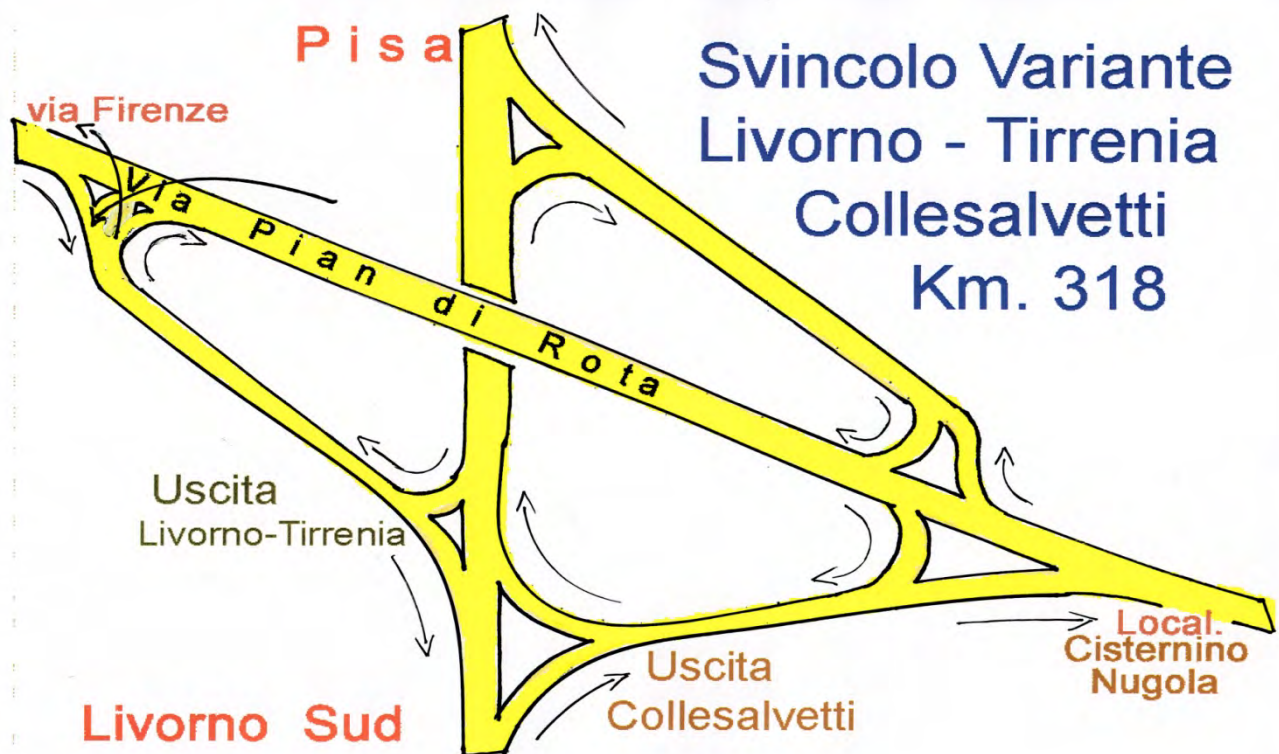 Pisa
Svincolo Variante
Livorno - Tirrenia
Collesalvetti
Km. 318
via Firenze
Via Pian di Rota
Uscita
Livorno-Tirrenia
Local.
Cisternino
Nugola
Uscita
Collesalvetti
Livorno Sud